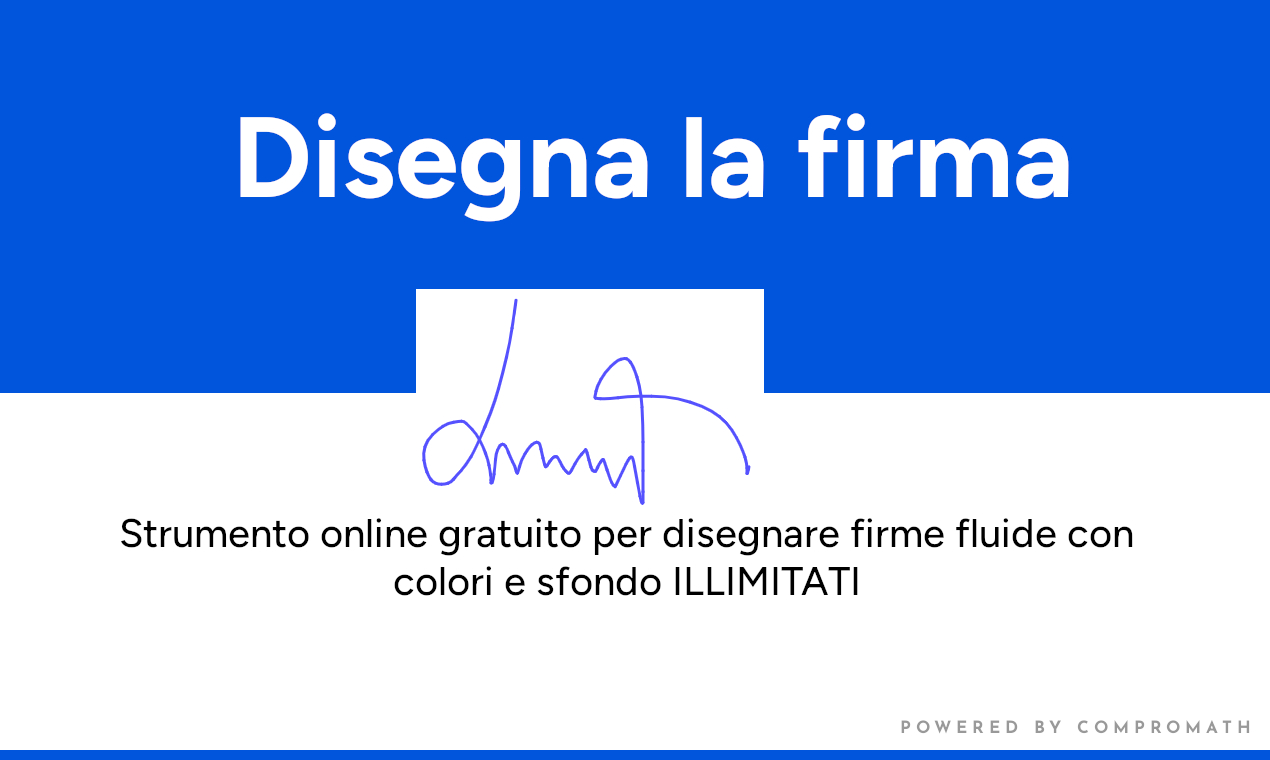 Disegna la firma
Strumento online gratuito per disegnare firme fluide con
colori e sfondo ILLIMITATI
POWERED BY COMPROMATH